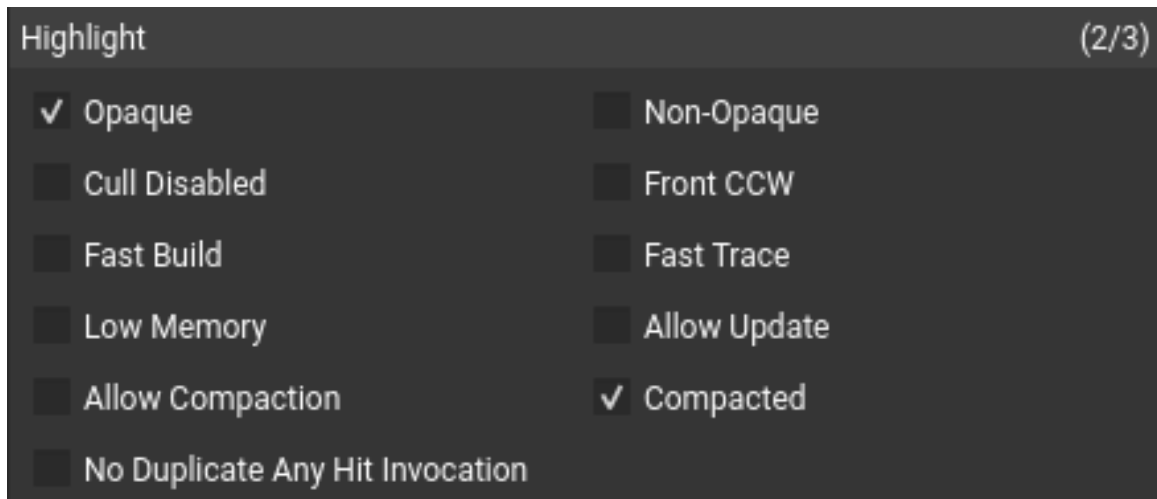 Highlight (2/3)
Opaque Non-Opaque
Cull Disabled Front CCW
Fast Build Fast Trace
Low Memory Allow Update
Allow Compaction Compacted
No Duplicate Any Hit Invocation